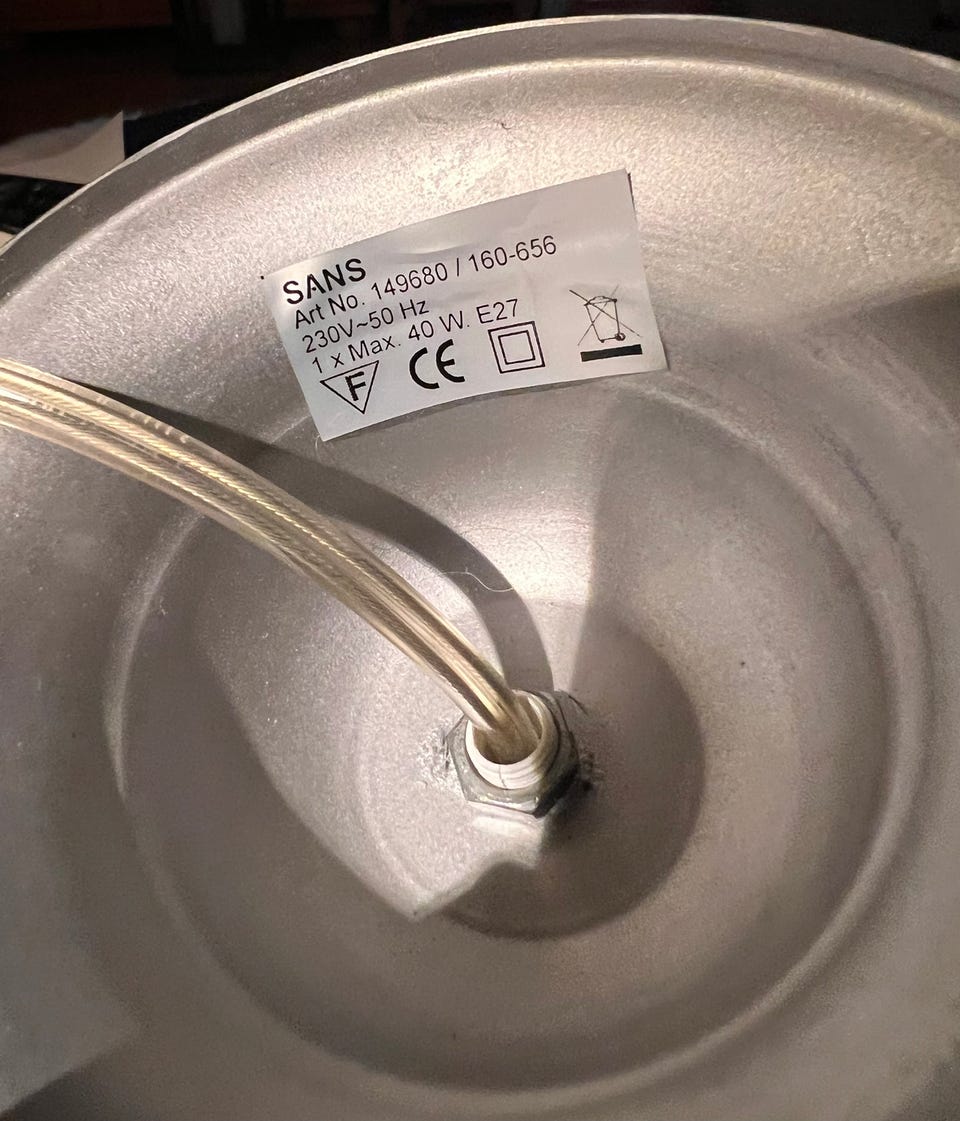 SANS
Art No. 149680 / 160-656
230V~50 Hz
1 x Max. 40 W. E27
F CE